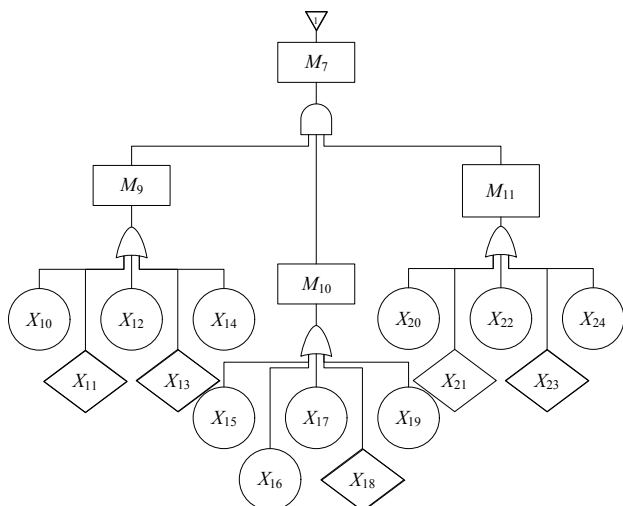 1
M₇
M₉
M₁₁
M₁₀
X₁₀ X₁₂ X₁₄ X₂₀ X₂₂ X₂₄
X₁₁ X₁₃ X₂₁ X₂₃
X₁₅ X₁₇ X₁₉
X₁₆ X₁₈